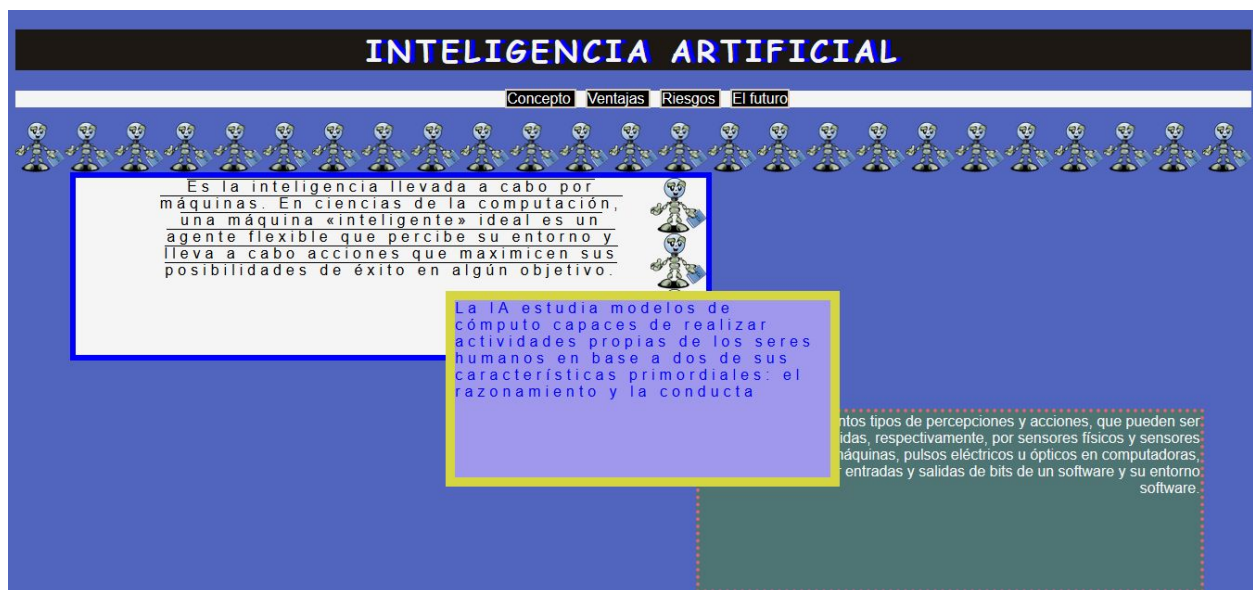 INTELIGENCIA ARTIFICIAL
Concepto Ventajas Riesgos El futuro
Es la inteligencia llevada a cabo por
máquinas. En ciencias de la computación,
una máquina «inteligente» ideal es un
agente flexible que percibe su entorno y
lleva a cabo acciones que maximicen sus
posibilidades de éxito en algún objetivo.
La IA estudia modelos de
cómputo capaces de realizar
actividades propias de los seres
humanos en base a dos de sus
características primordiales: el
razonamiento y la conducta
tipos de percepciones y acciones, que pueden ser
respectivamente, por sensores físicos y sensores
máquinas, pulsos eléctricos u ópticos en computadoras,
entradas y salidas de bits de un software y su entorno
software.